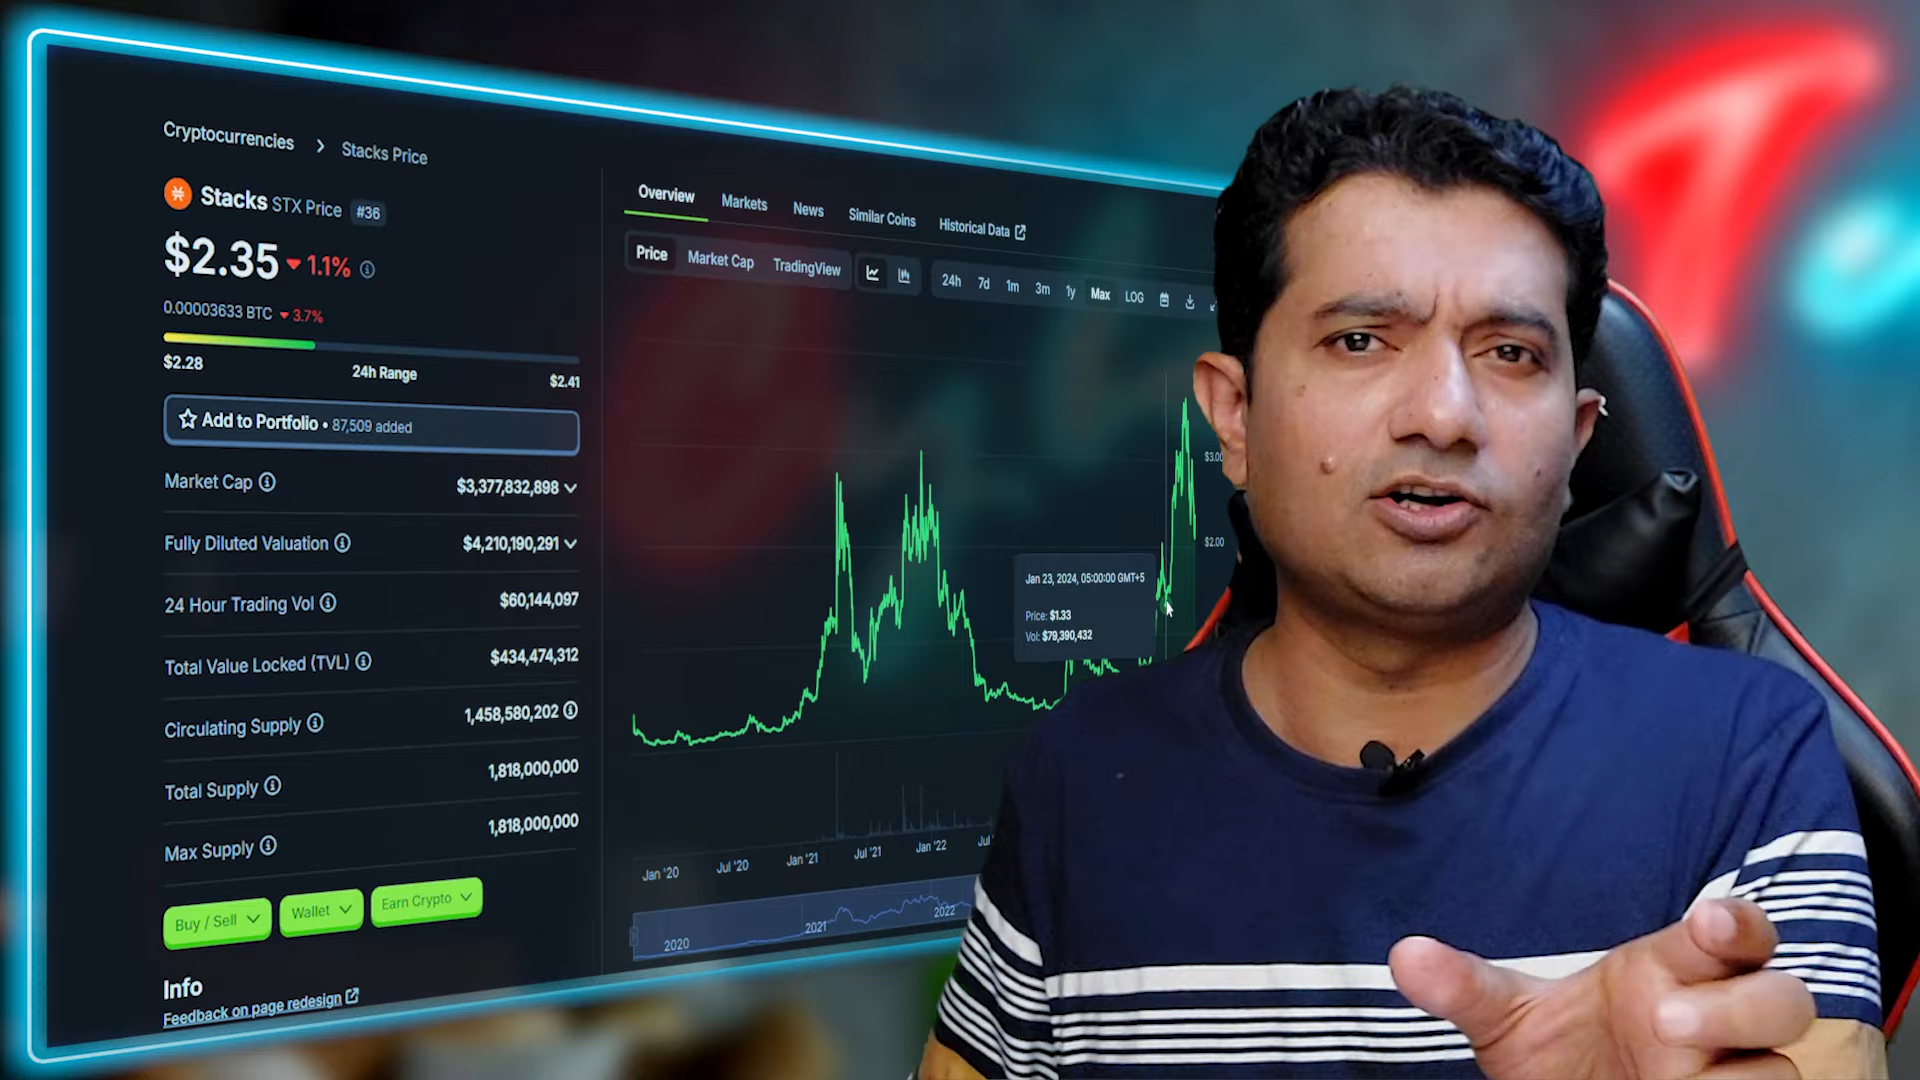 Cryptocurrencies > Stacks Price
Stacks STX Price #36
$2.35 1.1%
0.00003633 BTC 3.7%
$2.28 24h Range $2.41
Add to Portfolio • 87,509 added
Market Cap $3,377,832,898
Fully Diluted Valuation $4,210,190,291
24 Hour Trading Vol $60,144,097
Total Value Locked (TVL) $434,474,312
Circulating Supply 1,458,580,202
Total Supply 1,818,000,000
Max Supply 1,818,000,000
Buy / Sell Wallet Earn Crypto
Info
Feedback on page redesign
Overview Markets News Similar Coins Historical Data
Price Market Cap TradingView 24h 7d 1m 3m 1y Max LOG
$3.00
$2.00
Jan 23, 2024, 05:00:00 GMT+5
Price: $1.33
Vol: $79,390,432
Jan '20 Jul '20 Jan '21 Jul '21 Jan '22 Jul '
2020 2021 2022